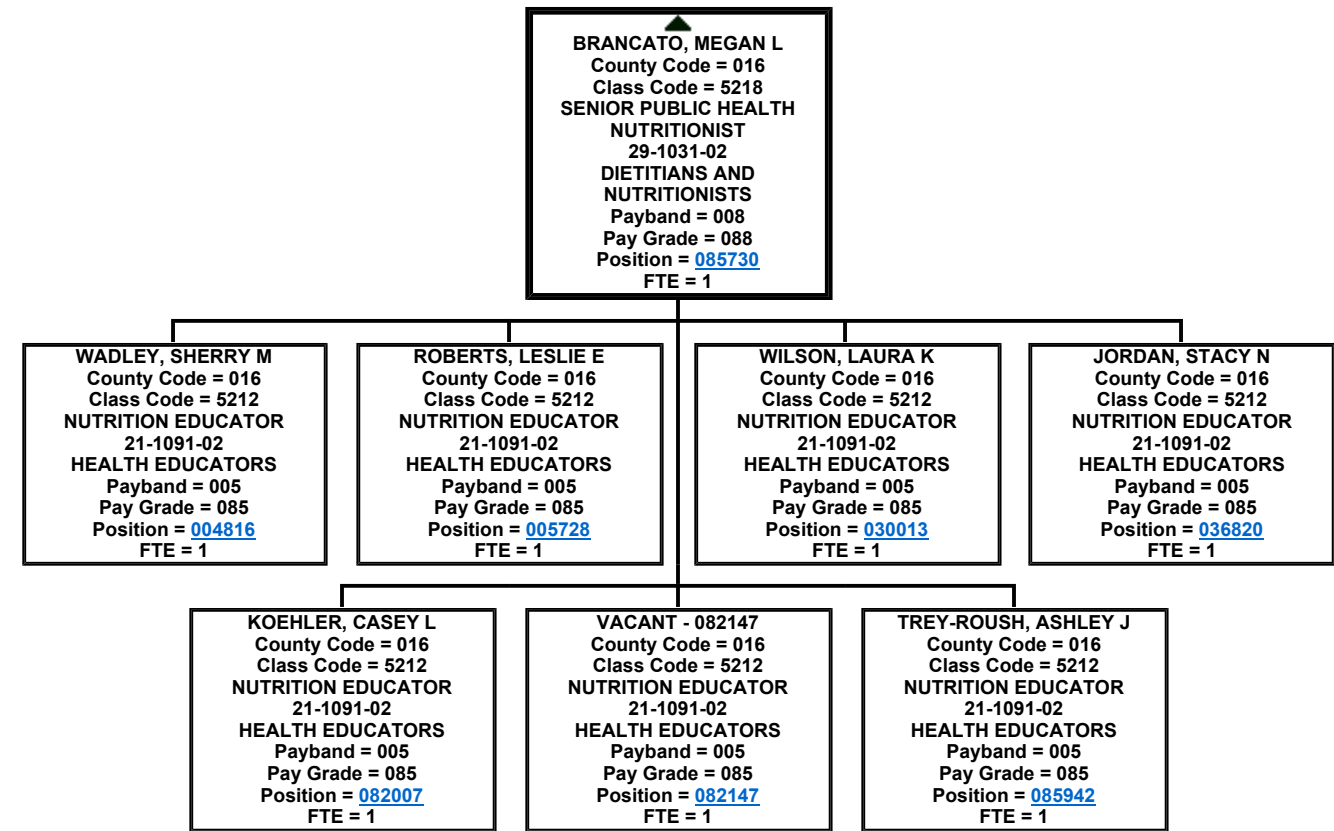 BRANCATO, MEGAN L
County Code = 016
Class Code = 5218
SENIOR PUBLIC HEALTH
NUTRITIONIST
29-1031-02
DIETITIANS AND
NUTRITIONISTS
Payband = 008
Pay Grade = 088
Position = 085730
FTE = 1
WADLEY, SHERRY M
County Code = 016
Class Code = 5212
NUTRITION EDUCATOR
21-1091-02
HEALTH EDUCATORS
Payband = 005
Pay Grade = 085
Position = 004816
FTE = 1
ROBERTS, LESLIE E
County Code = 016
Class Code = 5212
NUTRITION EDUCATOR
21-1091-02
HEALTH EDUCATORS
Payband = 005
Pay Grade = 085
Position = 005728
FTE = 1
WILSON, LAURA K
County Code = 016
Class Code = 5212
NUTRITION EDUCATOR
21-1091-02
HEALTH EDUCATORS
Payband = 005
Pay Grade = 085
Position = 030013
FTE = 1
JORDAN, STACY N
County Code = 016
Class Code = 5212
NUTRITION EDUCATOR
21-1091-02
HEALTH EDUCATORS
Payband = 005
Pay Grade = 085
Position = 036820
FTE = 1
KOEHLER, CASEY L
County Code = 016
Class Code = 5212
NUTRITION EDUCATOR
21-1091-02
HEALTH EDUCATORS
Payband = 005
Pay Grade = 085
Position = 082007
FTE = 1
VACANT - 082147
County Code = 016
Class Code = 5212
NUTRITION EDUCATOR
21-1091-02
HEALTH EDUCATORS
Payband = 005
Pay Grade = 085
Position = 082147
FTE = 1
TREY-ROUSH, ASHLEY J
County Code = 016
Class Code = 5212
NUTRITION EDUCATOR
21-1091-02
HEALTH EDUCATORS
Payband = 005
Pay Grade = 085
Position = 085942
FTE = 1